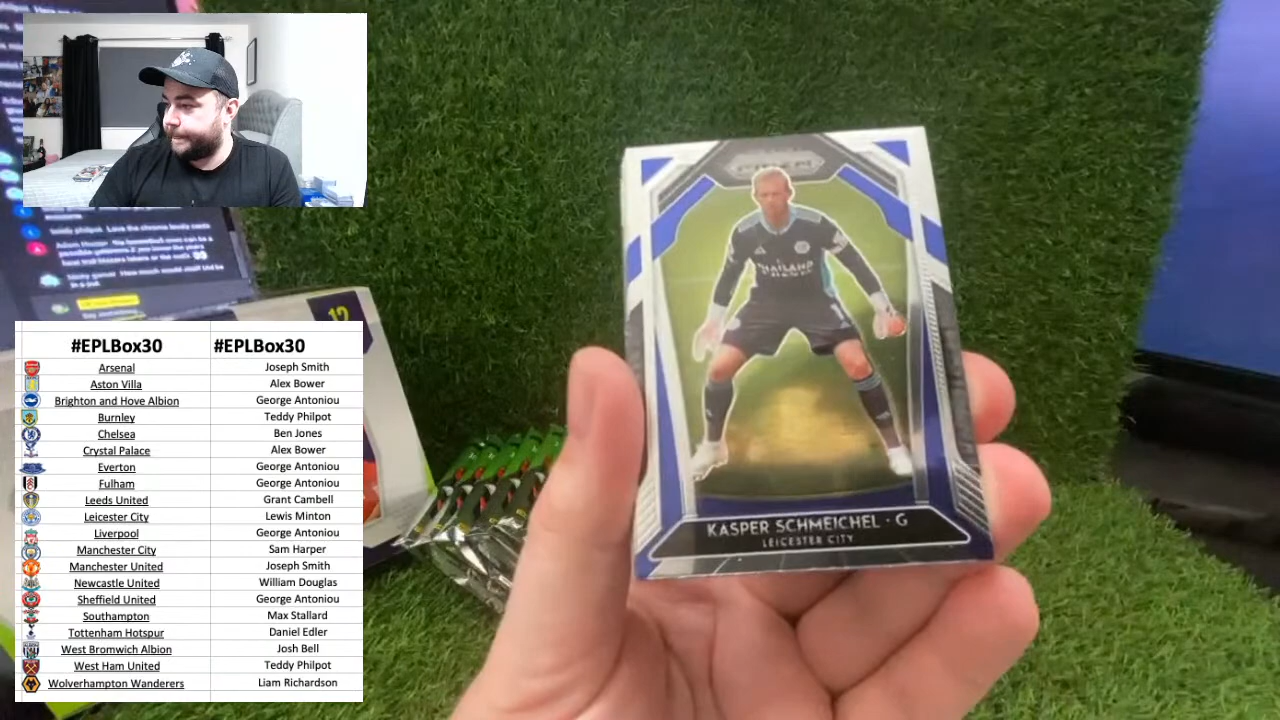 12
#EPLBox30 #EPLBox30
Arsenal Joseph Smith
Aston Villa Alex Bower
Brighton and Hove Albion George Antoniou
Burnley Teddy Philpot
Chelsea Ben Jones
Crystal Palace Alex Bower
Everton George Antoniou
Fulham George Antoniou
Leeds United Grant Cambell
Leicester City Lewis Minton
Liverpool George Antoniou
Manchester City Sam Harper
Manchester United Joseph Smith
Newcastle United William Douglas
Sheffield United George Antoniou
Southampton Max Stallard
Tottenham Hotspur Daniel Edler
West Bromwich Albion Josh Bell
West Ham United Teddy Philpot
Wolverhampton Wanderers Liam Richardson
PRIZM
THAILAND
KASPER SCHMEICHEL · G
LEICESTER CITY